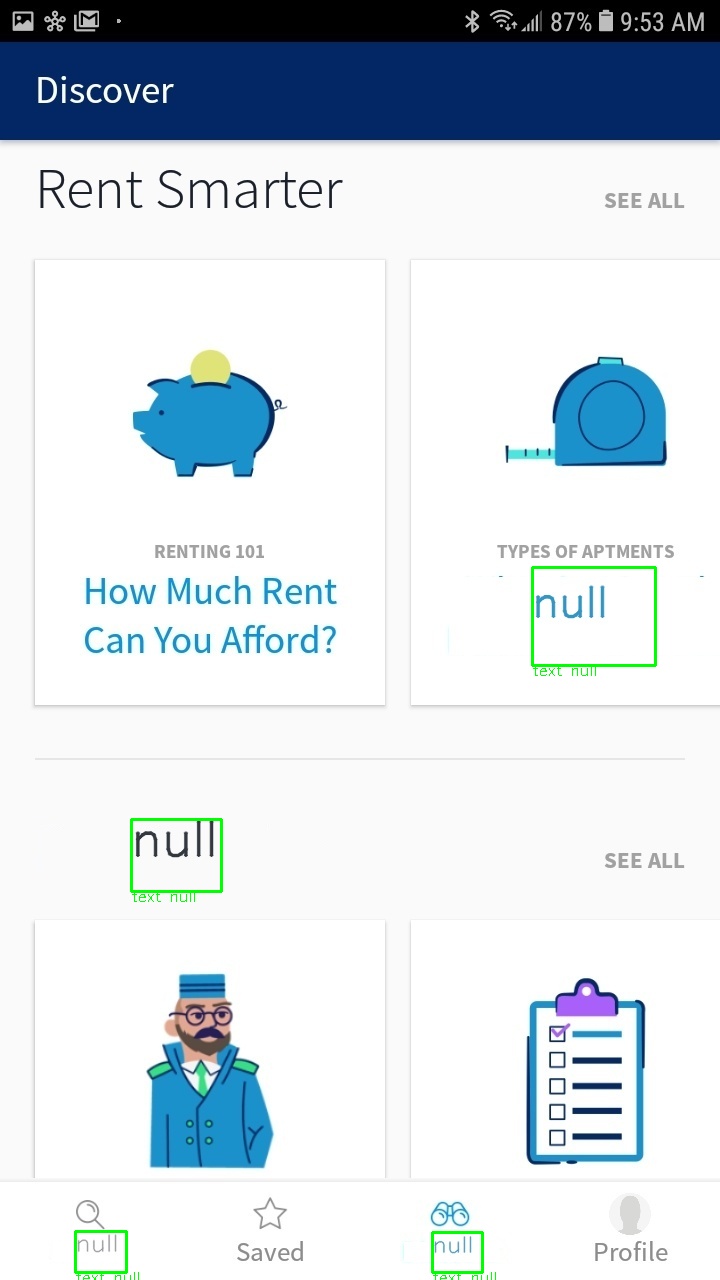 87% 9:53 AM
Discover
Rent Smarter
SEE ALL
RENTING 101
How Much Rent
Can You Afford?
TYPES OF APTMENTS
null
text null
null
text null
SEE ALL
null
text null
Saved
null
text null
Profile